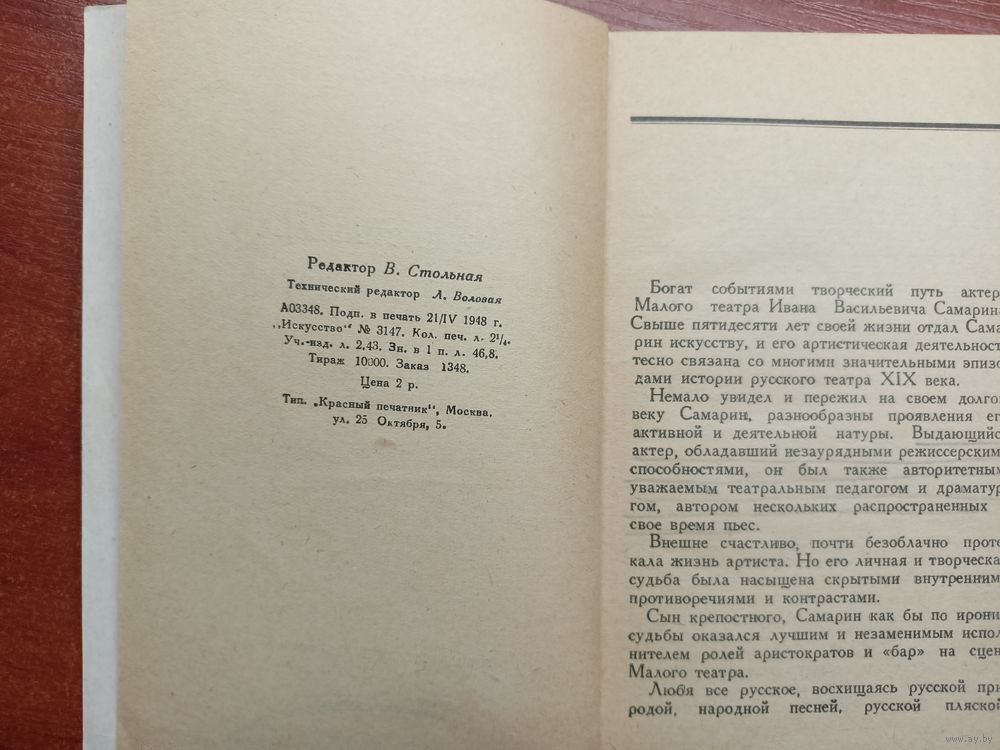 Редактор В. Стольная
Технический редактор Л. Воловая
А03348. Подп. в печать 21/IV 1948 г.
„Искусство" № 3147. Кол. печ. л. 2¼.
Уч.-изд. л. 2,43. Зн. в 1 п. л. 46,8.
Тираж 10000. Заказ 1348.
Цена 2 р.
Тип. „Красный печатник", Москва,
ул. 25 Октября, 5.
Богат событиями творческий путь актер
Малого театра Ивана Васильевича Самарина
Свыше пятидесяти лет своей жизни отдал Сама
рин искусству, и его артистическая деятельност
тесно связана со многими значительными эпизо
дами истории русского театра XIX века.
Немало увидел и пережил на своем долго
веку Самарин, разнообразны проявления ег
активной и деятельной натуры. Выдающийс
актер, обладавший незаурядными режиссерским
способностями, он был также авторитетным
уважаемым театральным педагогом и драматур
гом, автором нескольких распространенных
свое время пьес.
Внешне счастливо, почти безоблачно прото
кала жизнь артиста. Но его личная и творческа
судьба была насыщена скрытыми внутренним
противоречиями и контрастами.
Сын крепостного, Самарин как бы по ирони
судьбы оказался лучшим и незаменимым испол
нителем ролей аристократов и «бар» на сцен
Малого театра.
Любя все русское, восхищаясь русской при
родой, народной песней, русской пляской
www.ay.by